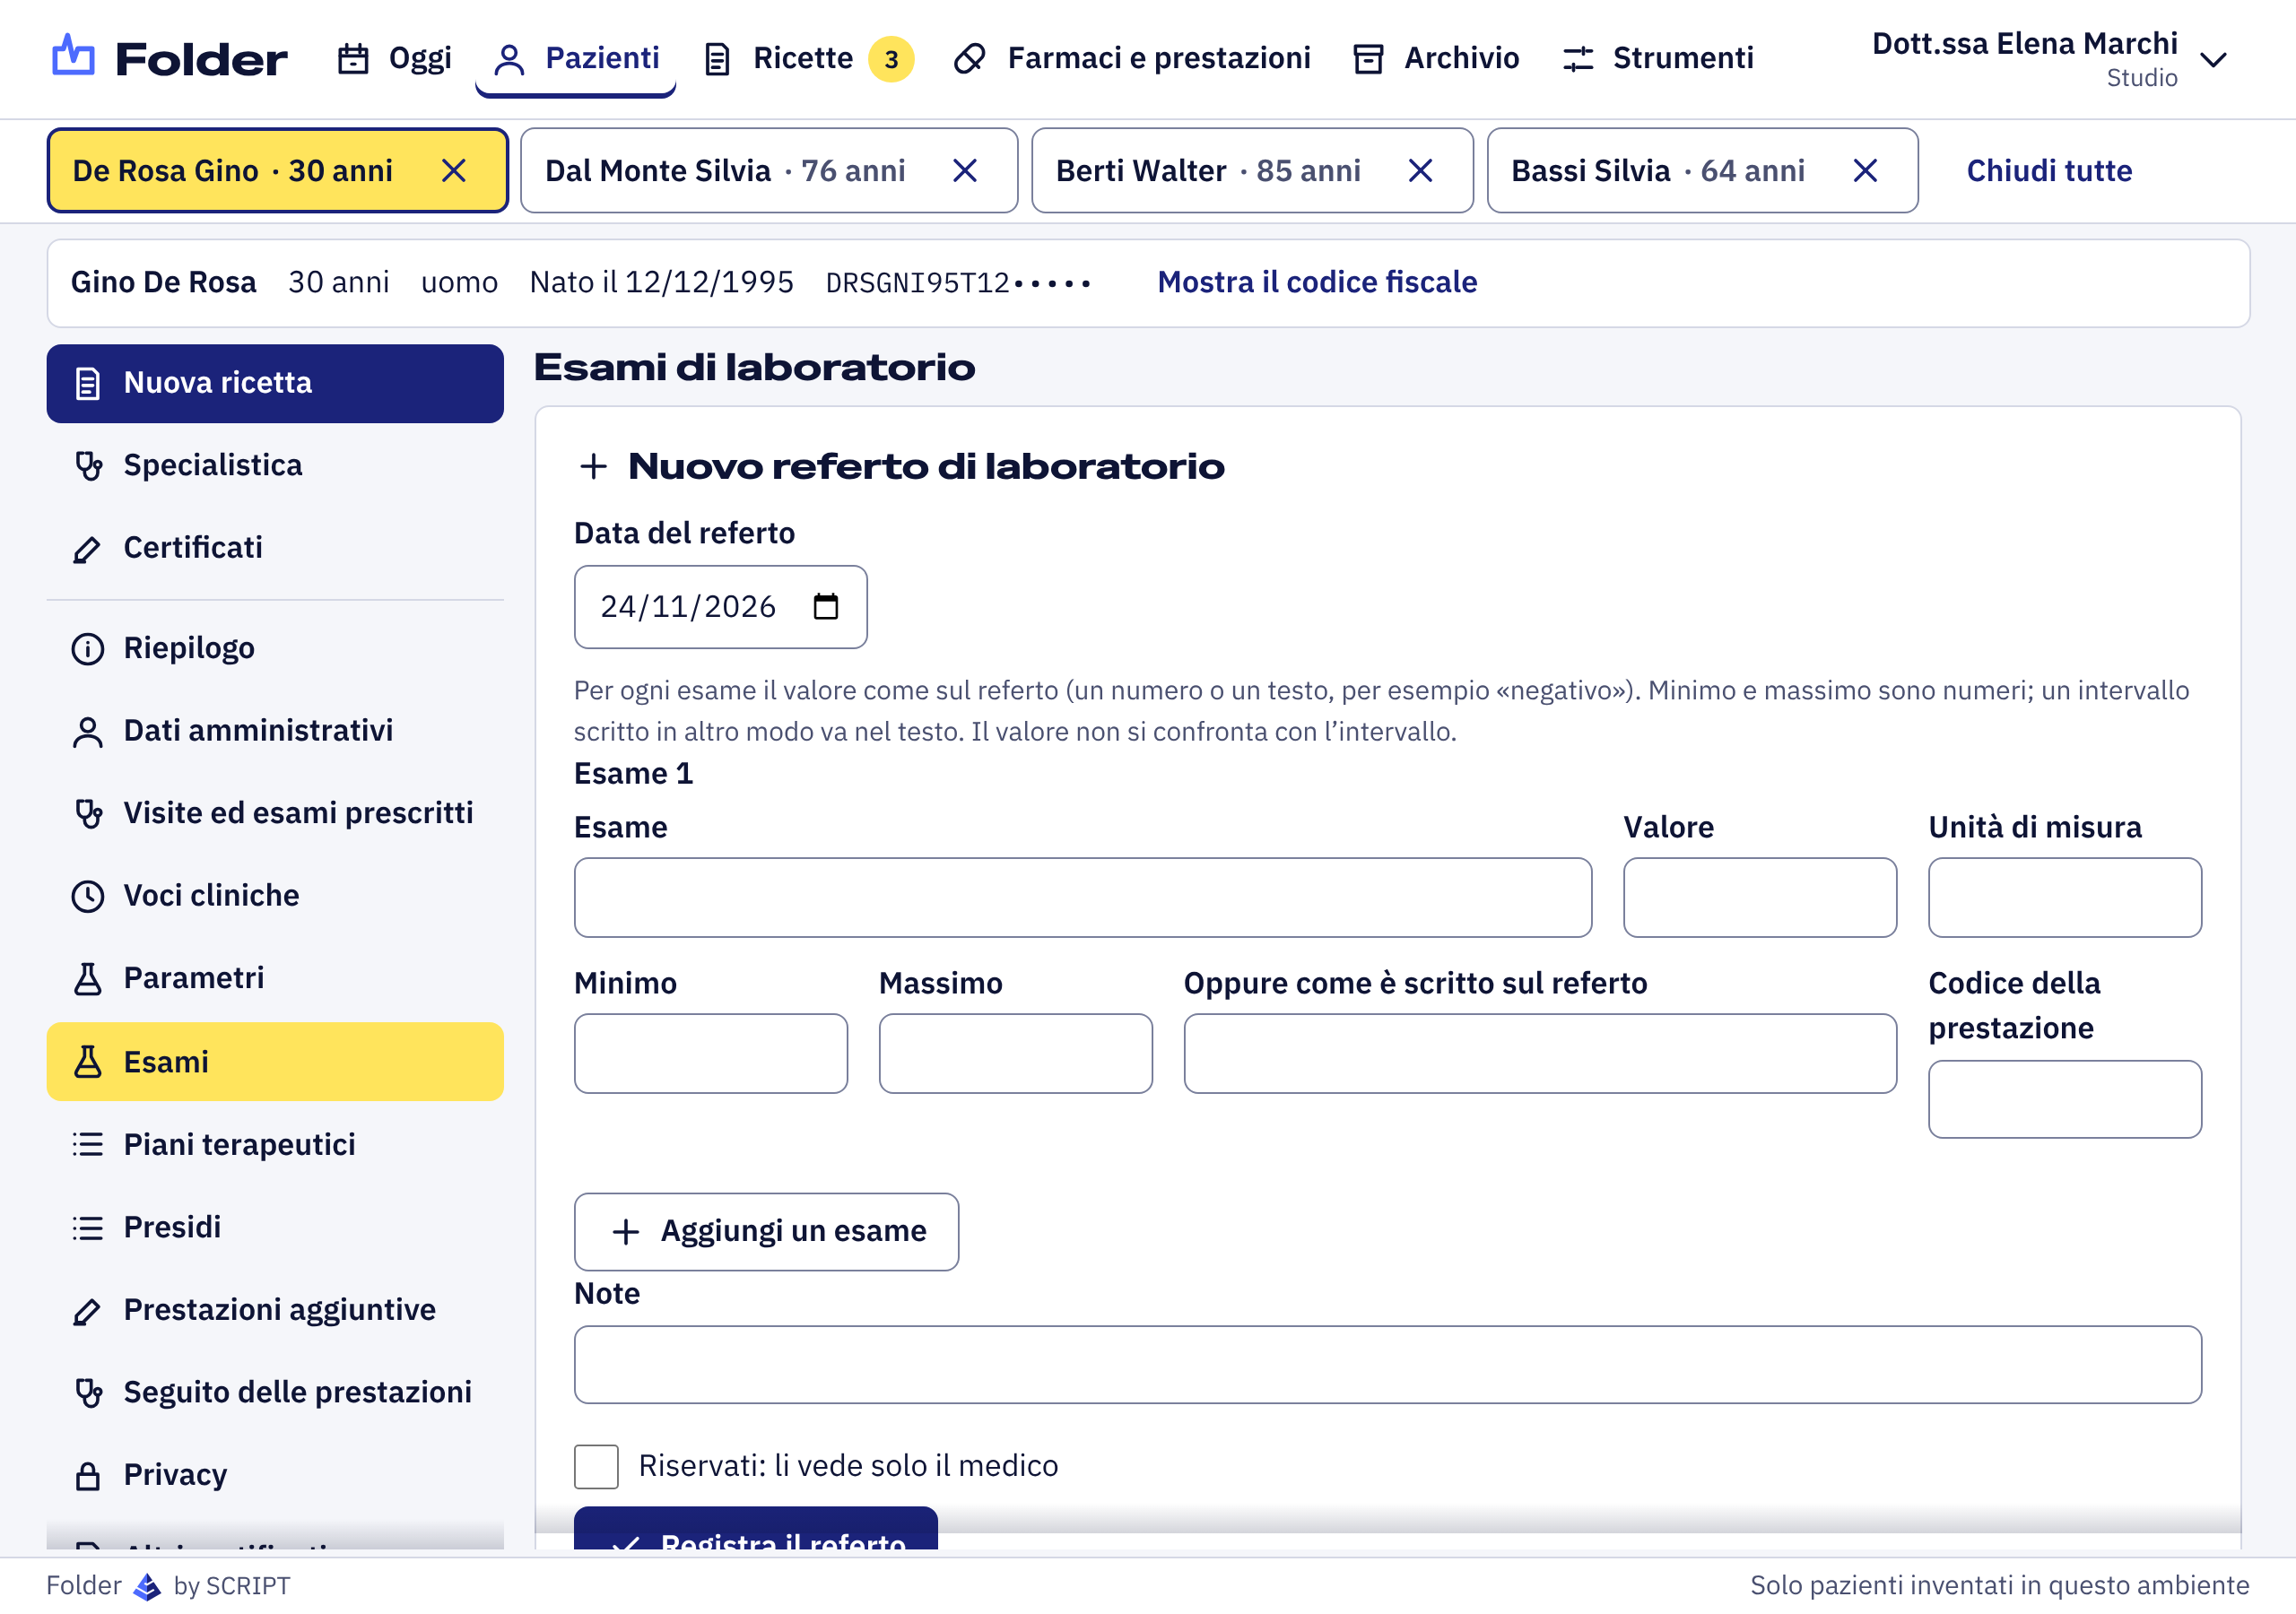 Folder
Oggi
Pazienti
Ricette 3
Farmaci e prestazioni
Archivio
Strumenti
Dott.ssa Elena Marchi
Studio
De Rosa Gino · 30 anni
Dal Monte Silvia · 76 anni
Berti Walter · 85 anni
Bassi Silvia · 64 anni
Chiudi tutte
Gino De Rosa 30 anni uomo Nato il 12/12/1995 DRSGNI95T12••••• Mostra il codice fiscale
Nuova ricetta
Specialistica
Certificati
Riepilogo
Dati amministrativi
Visite ed esami prescritti
Voci cliniche
Parametri
Esami
Piani terapeutici
Presidi
Prestazioni aggiuntive
Seguito delle prestazioni
Privacy
Esami di laboratorio
Nuovo referto di laboratorio
Data del referto
24/11/2026
Per ogni esame il valore come sul referto (un numero o un testo, per esempio «negativo»). Minimo e massimo sono numeri; un intervallo
scritto in altro modo va nel testo. Il valore non si confronta con l’intervallo.
Esame 1
Esame
Valore
Unità di misura
Minimo
Massimo
Oppure come è scritto sul referto
Codice della
prestazione
Aggiungi un esame
Note
Riservati: li vede solo il medico
Registra il referto
Folder by SCRIPT
Solo pazienti inventati in questo ambiente